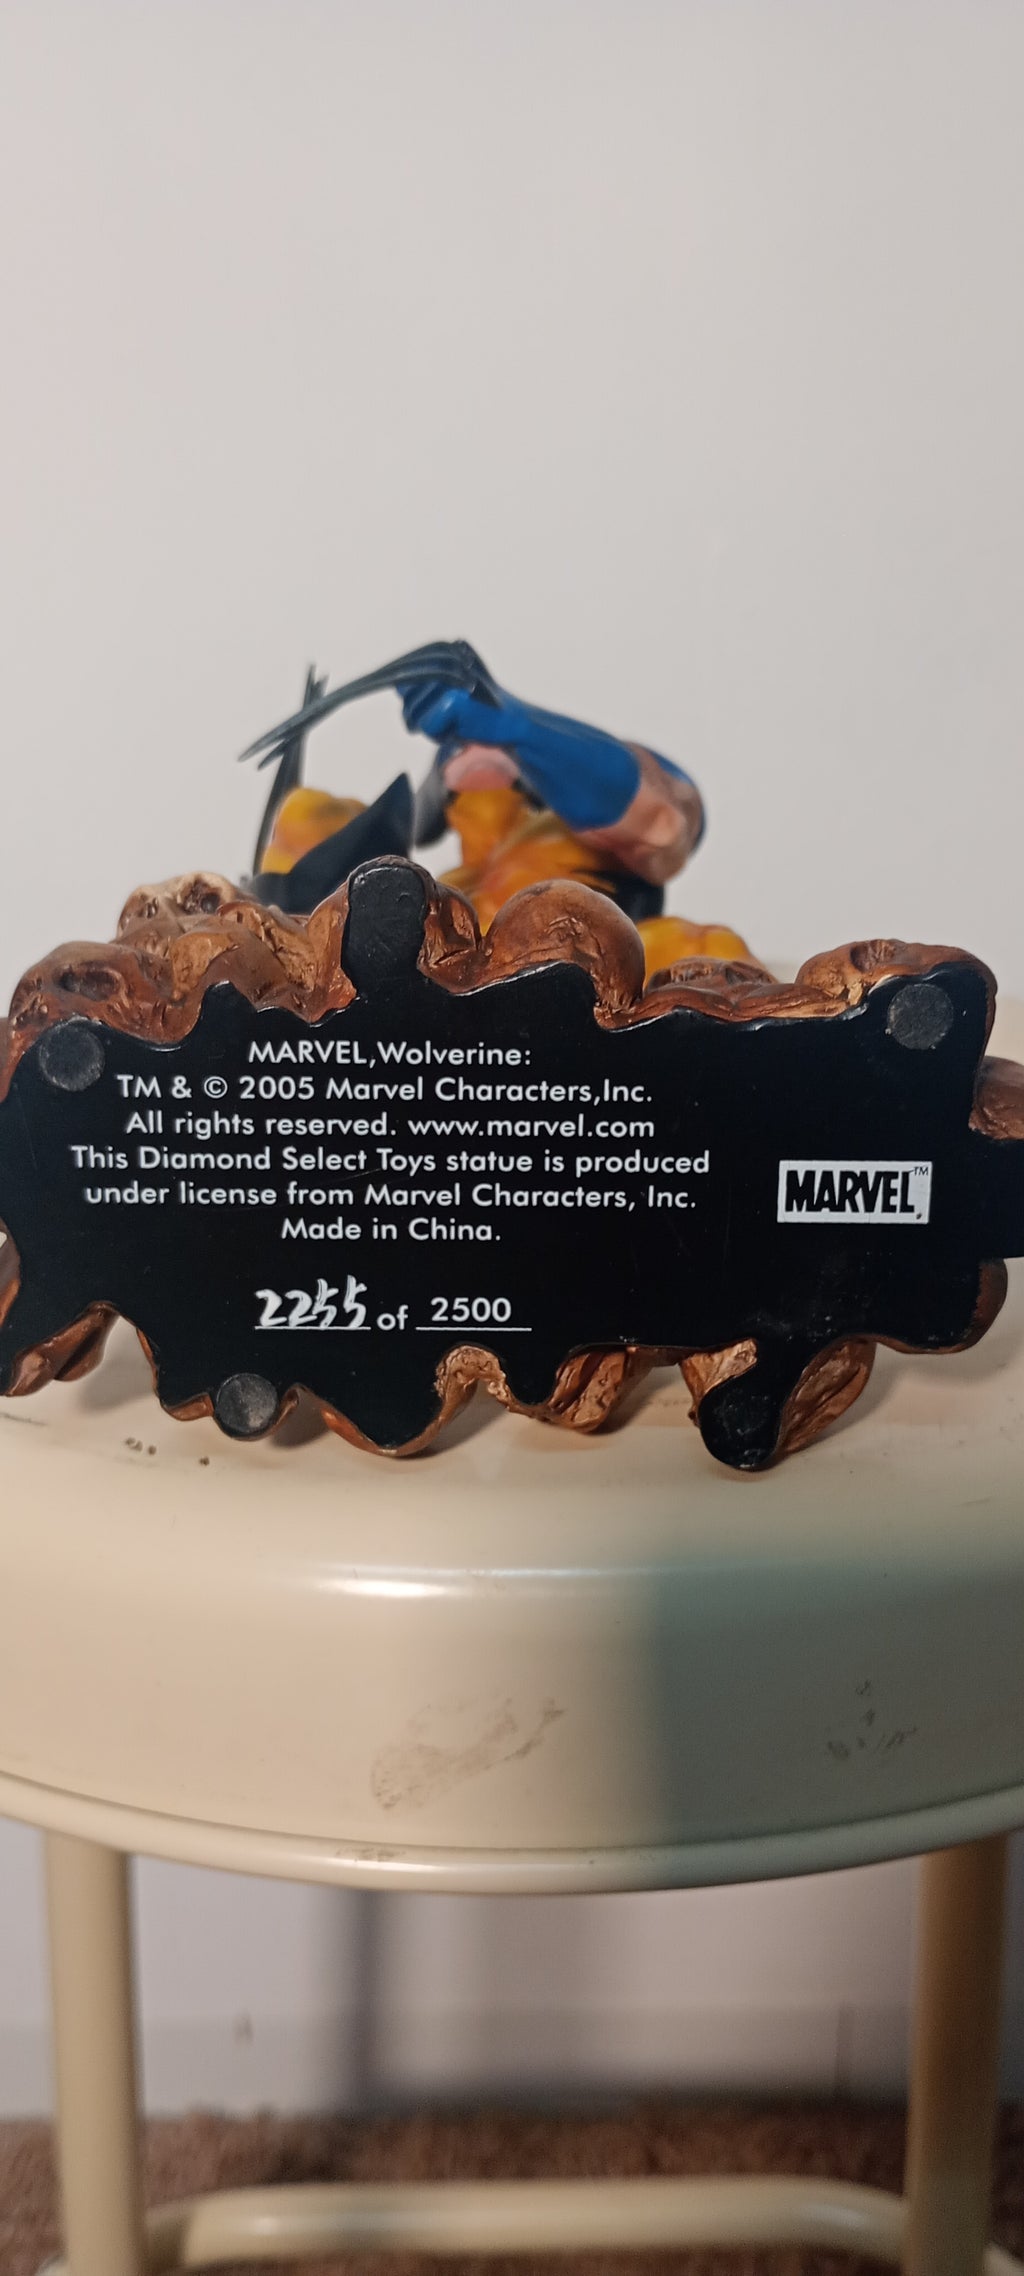 MARVEL,Wolverine:
TM & © 2005 Marvel Characters,Inc.
All rights reserved. www.marvel.com
This Diamond Select Toys statue is produced
under license from Marvel Characters, Inc.
Made in China.
MARVEL™
2255 of 2500